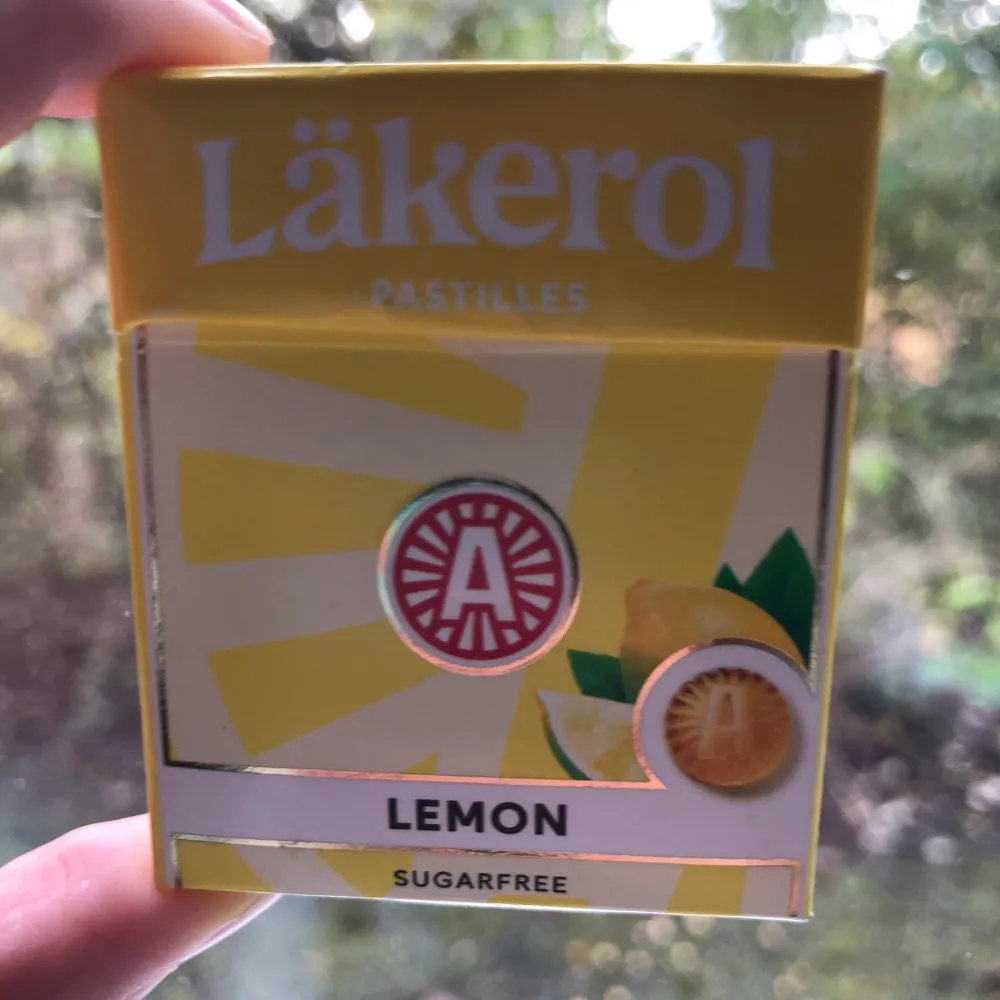 Läkerol
PASTILLES
A
A
LEMON
SUGARFREE